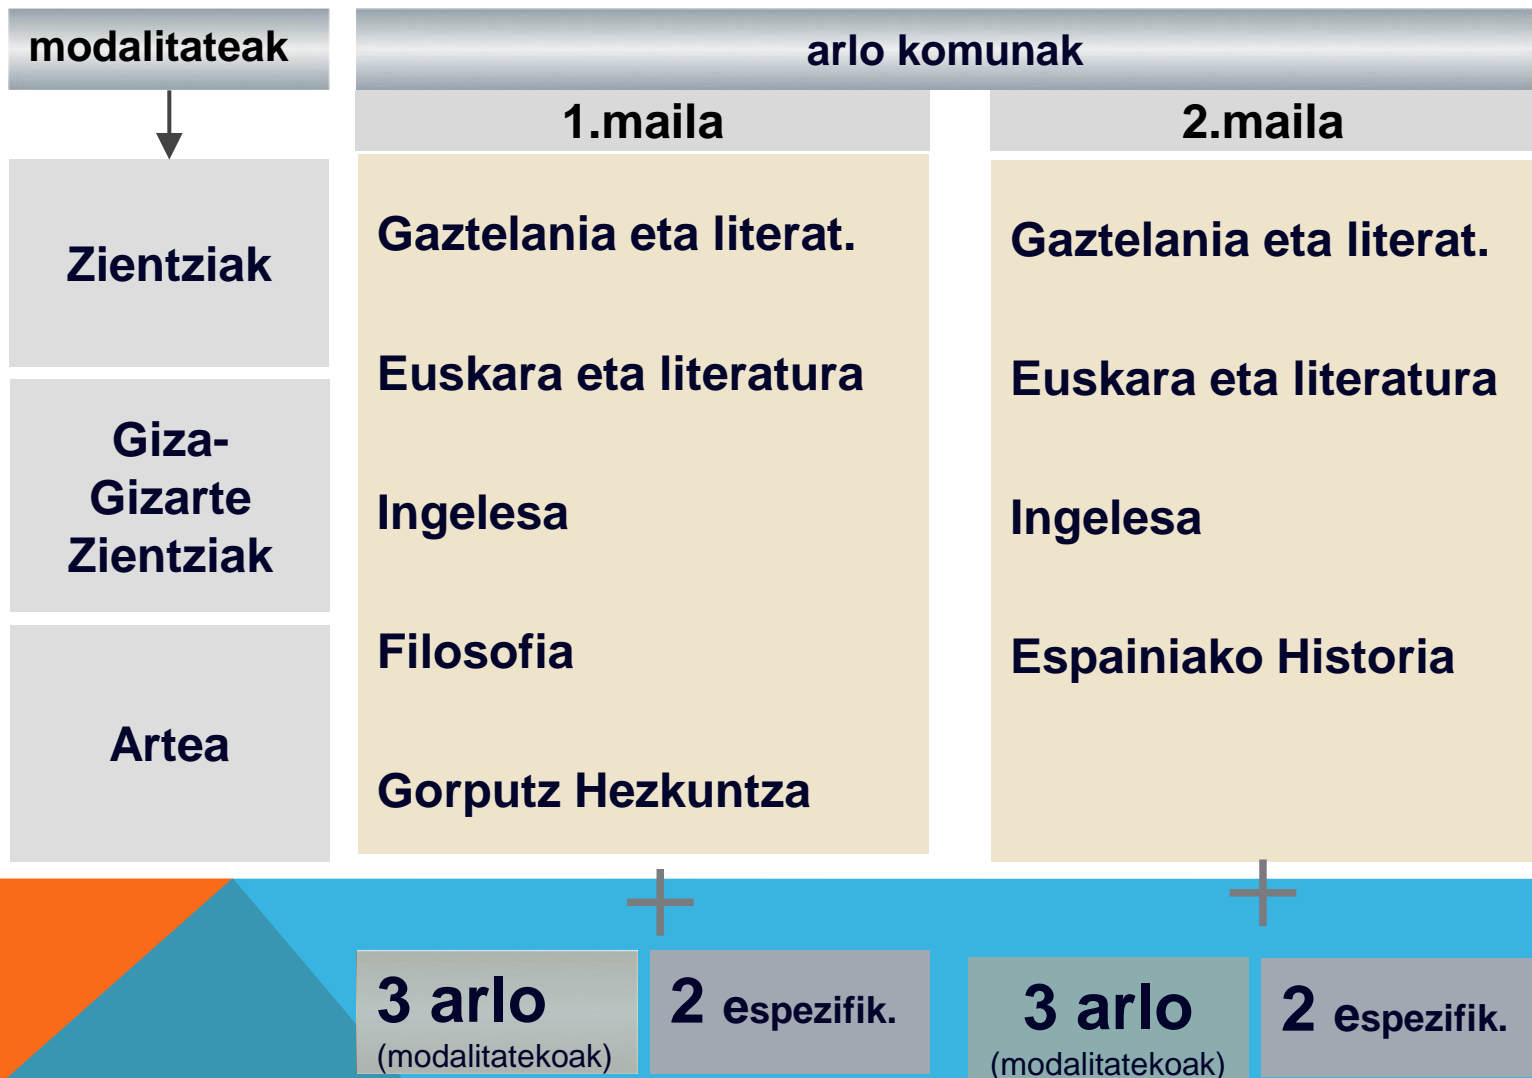 modalitateak
arlo komunak
1.maila
2.maila
Zientziak
Giza-
Gizarte
Zientziak
Artea
Gaztelania eta literat.
Euskara eta literatura
Ingelesa
Filosofia
Gorputz Hezkuntza
Gaztelania eta literat.
Euskara eta literatura
Ingelesa
Espainiako Historia
+
+
3 arlo
(modalitatekoak)
2 espezifik.
3 arlo
(modalitatekoak)
2 espezifik.